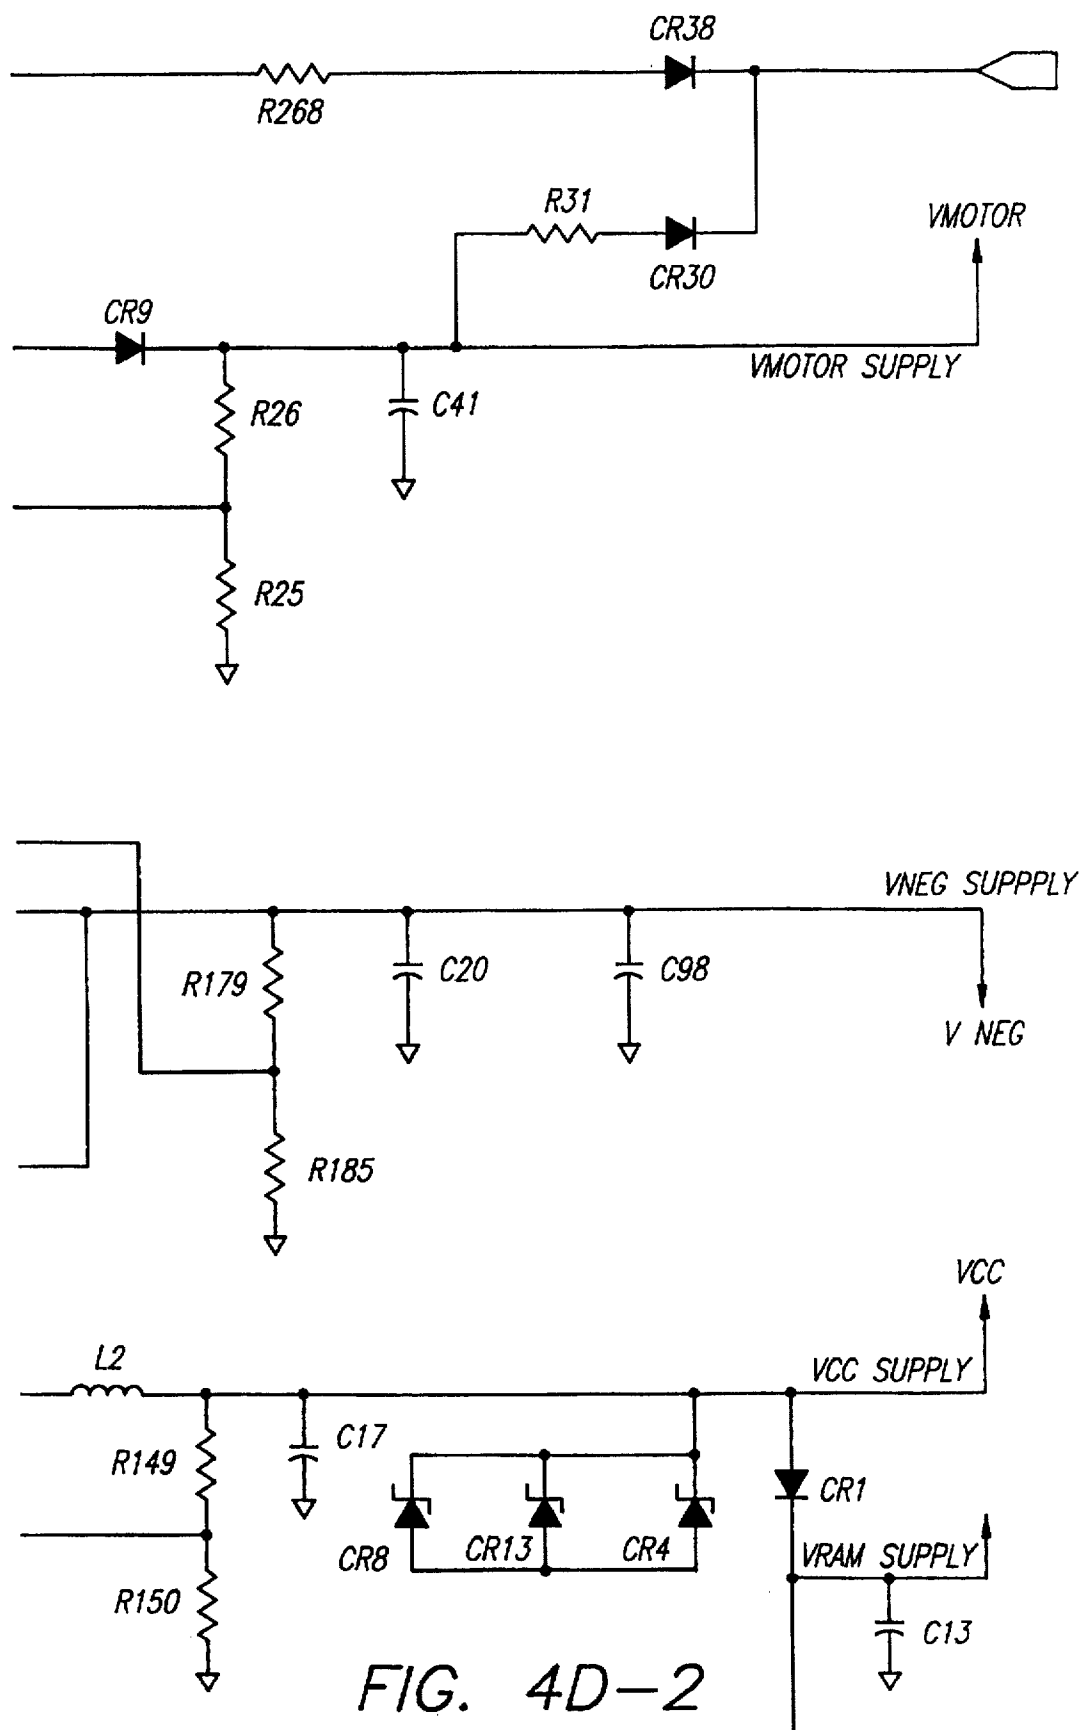 CR38
R268
R31
VMOTOR
CR30
CR9
VMOTOR SUPPLY
R26
C41
R25
VNEG SUPPPLY
R179
C20
C98
V NEG
R185
VCC
L2
VCC SUPPLY
C17
R149
CR1
CR8
CR13
CR4
VRAM SUPPLY
R150
C13
FIG. 4D-2